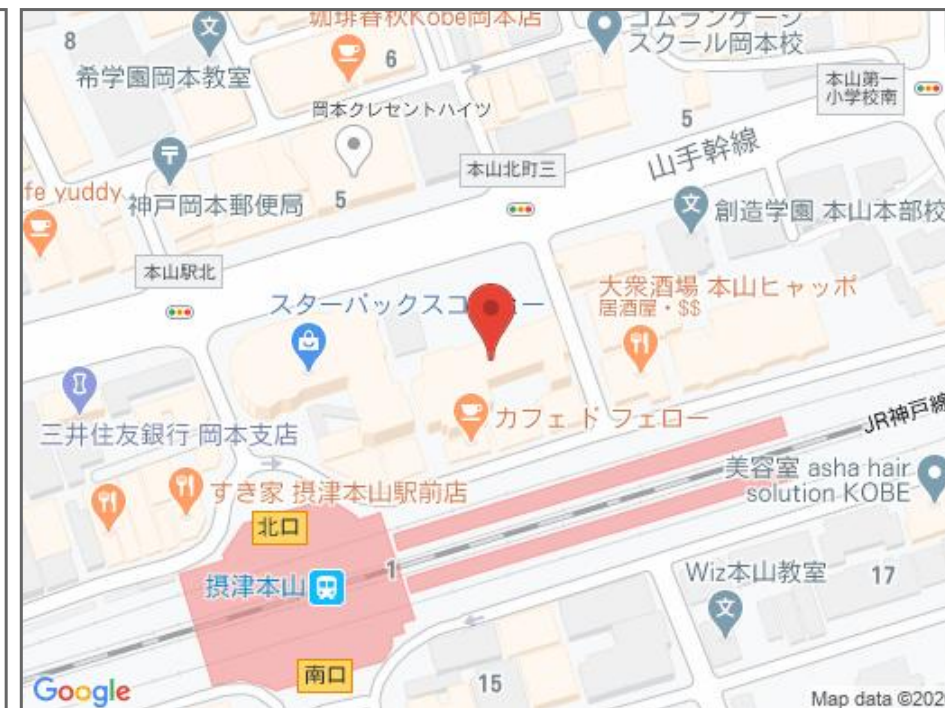 珈琲春秋Kobe岡本店
コムランゲージ
スクール岡本校
8
6
希学園岡本教室
本山第一
小学校南
岡本クレセントハイツ
5
山手幹線
本山北町三
fe yuddy
神戸岡本郵便局
5
創造学園 本山本部校
本山駅北
大衆酒場 本山ヒャッポ
居酒屋・$$
スターバックスコ
ー
カフェ ド フェロー
三井住友銀行 岡本支店
JR神戸線
美容室 asha hair
solution KOBE
すき家 摂津本山駅前店
北口
1
摂津本山
Wiz本山教室
17
南口
15
Google
Map data ©202